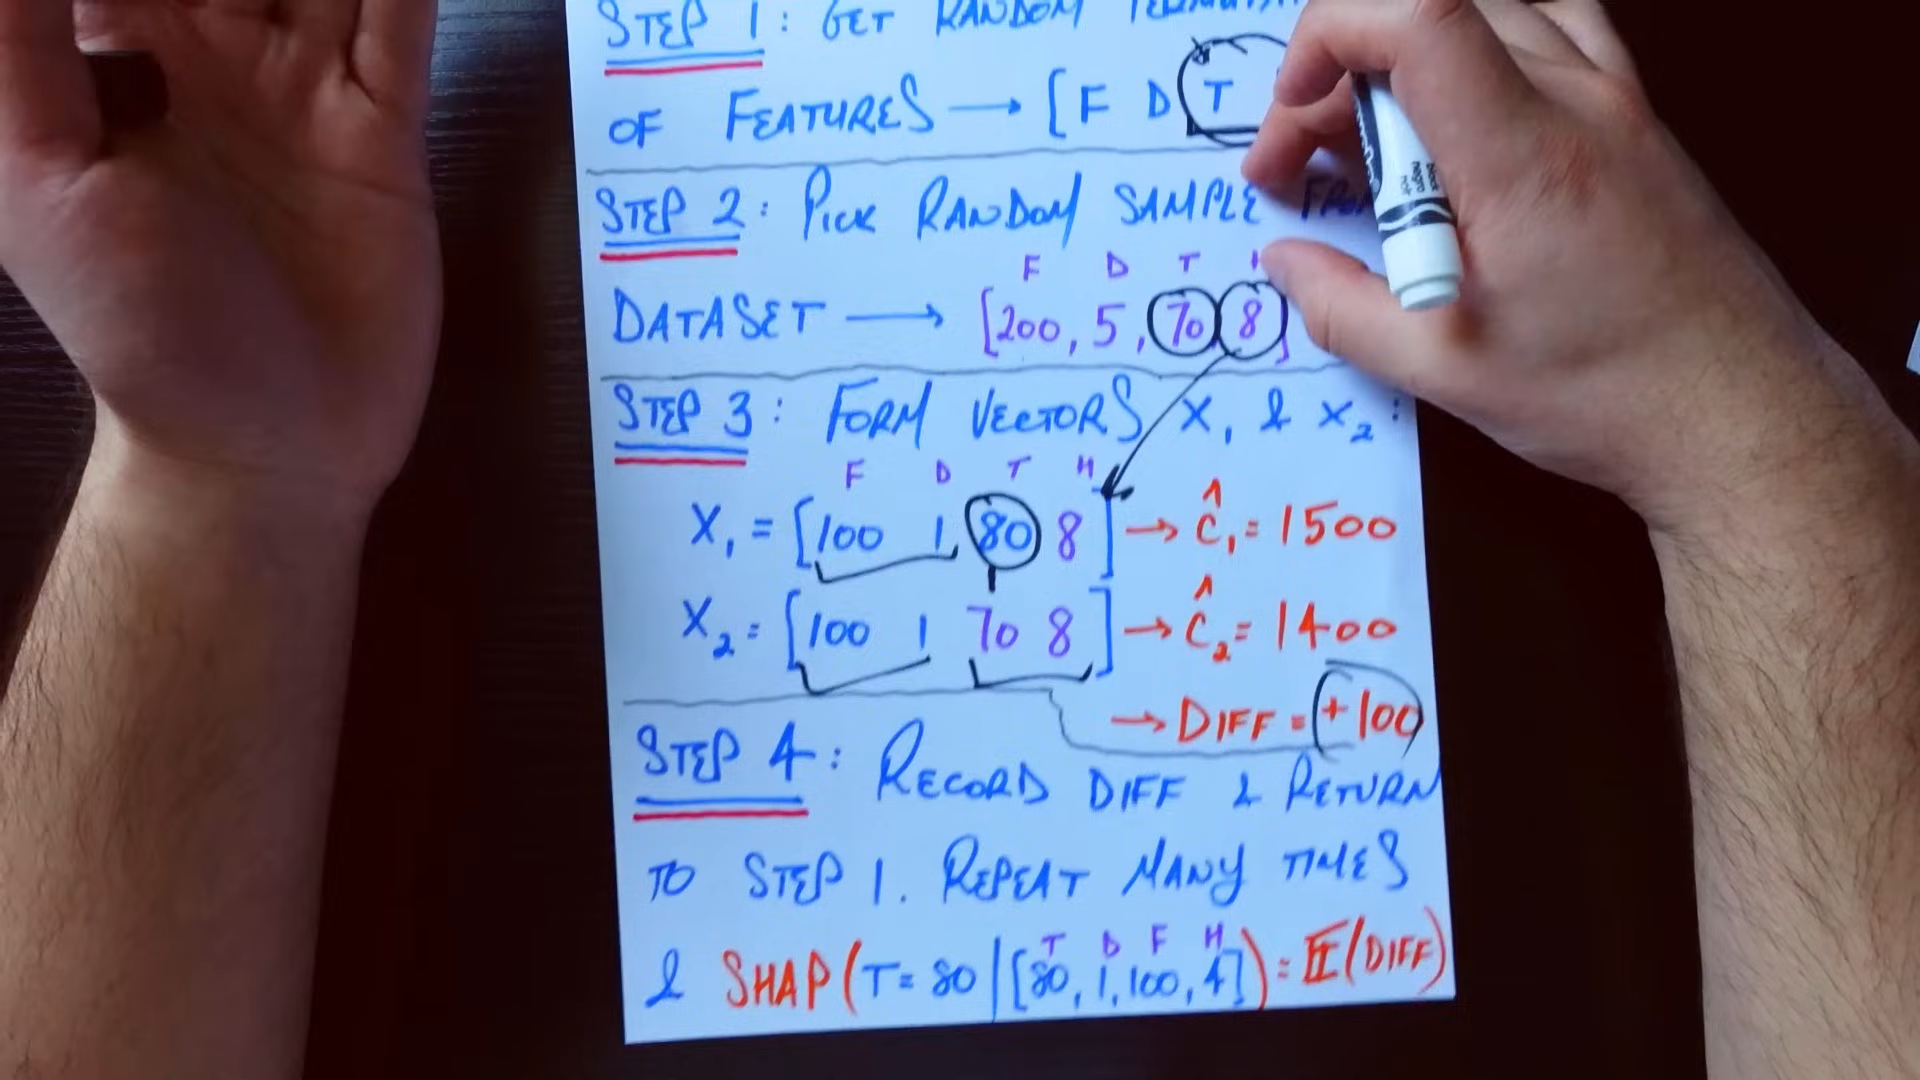 STEP 1: GET RANDOM
OF FEATURES → [F D T
STEP 2: PICK RANDOM SAMPLE
F D T
DATASET → [200, 5, 70 8]
STEP 3: FORM VECTORS X1 & X2:
F D T H
X1 = [100 1 80 8] → ĉ1 = 1500
X2 = [100 1 70 8] → ĉ2 = 1400
→ DIFF = +100
STEP 4: RECORD DIFF & RETURN
TO STEP 1. REPEAT MANY TIMES
T D F H
& SHAP(T=80|[80,1,100,4]) = E(DIFF)